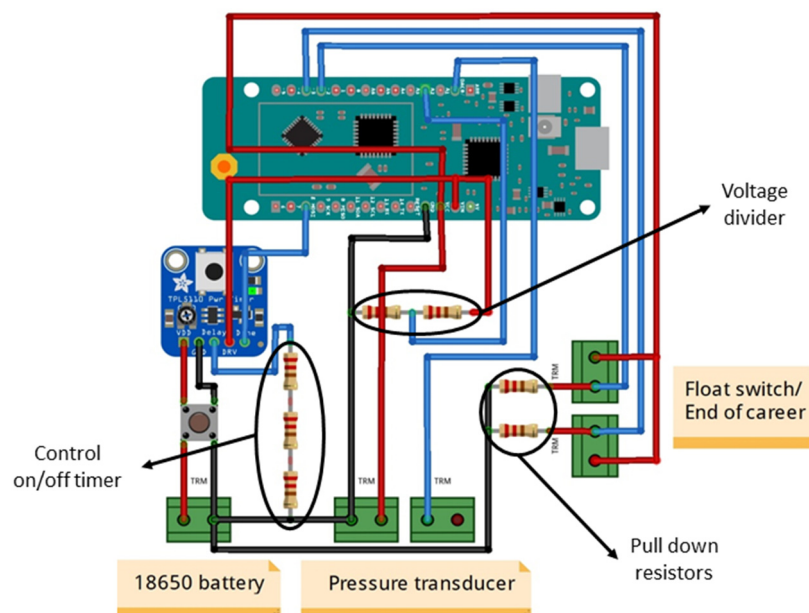 Voltage
divider
TPL5110 Pwr Timer
VDD
GND
Delay
DRV
Done
TRM
TRM
Float switch/
End of career
Control
on/off timer
TRM
TRM
TRM
Pull down
resistors
18650 battery
Pressure transducer